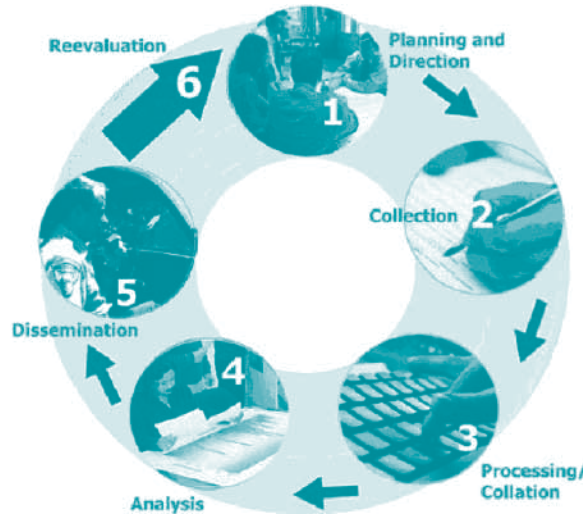 Reevaluation
6
1
Planning and
Direction
Collection
2
3
Processing/
Collation
4
Analysis
5
Dissemination